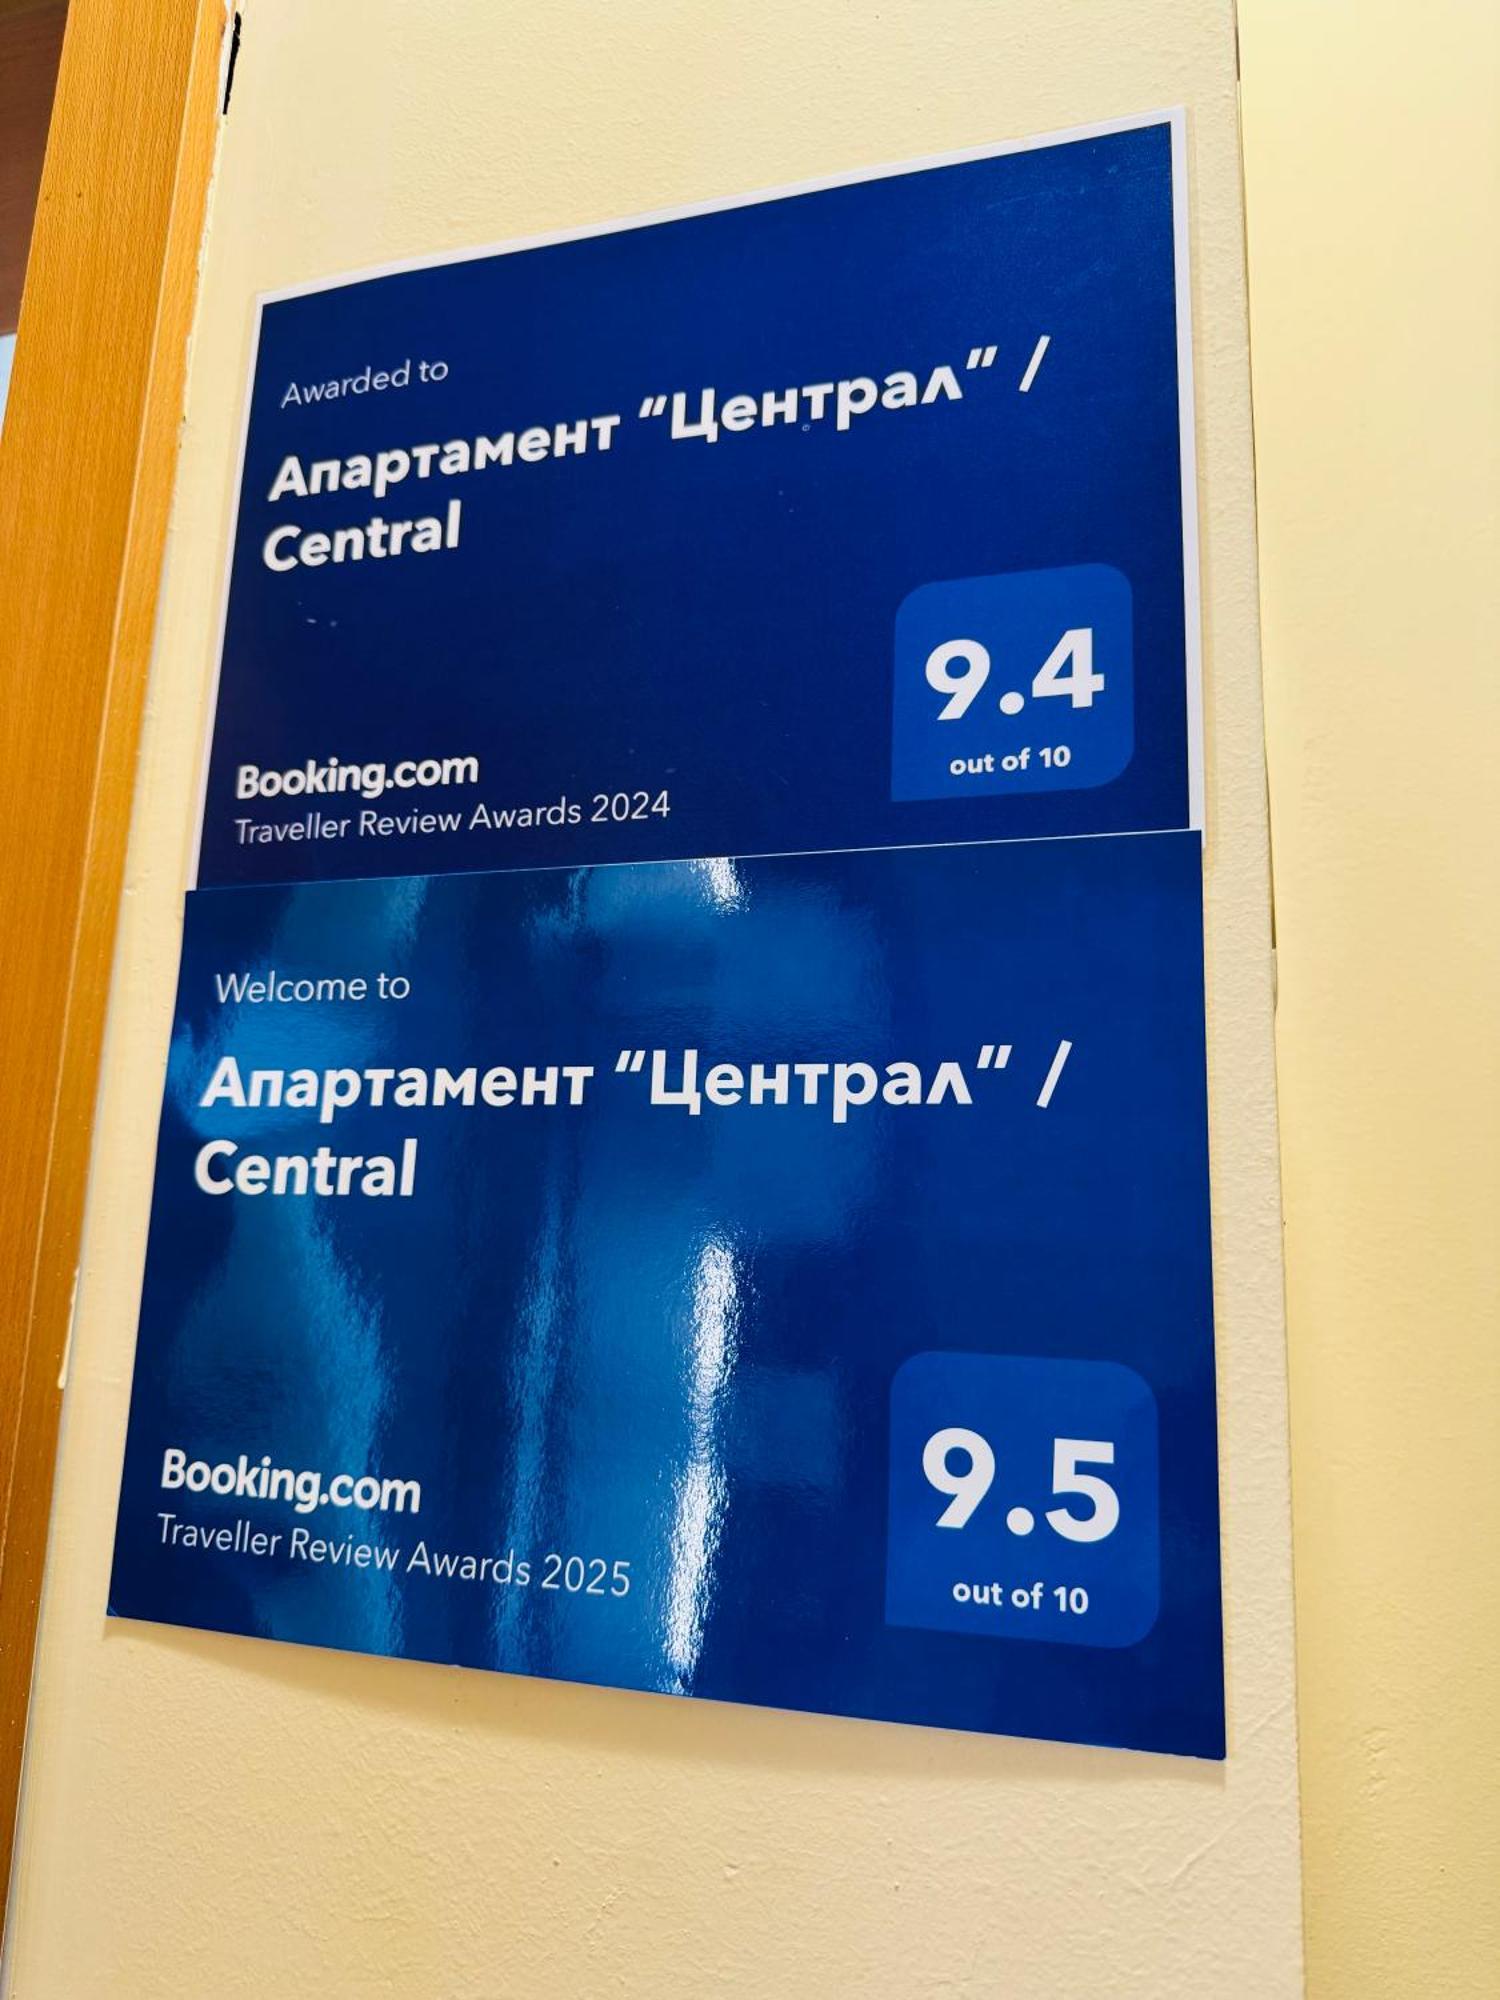 Awarded to
Апартамент “Централ” /
Central
9.4
out of 10
Booking.com
Traveller Review Awards 2024
Welcome to
Апартамент “Централ” /
Central
9.5
out of 10
Booking.com
Traveller Review Awards 2025